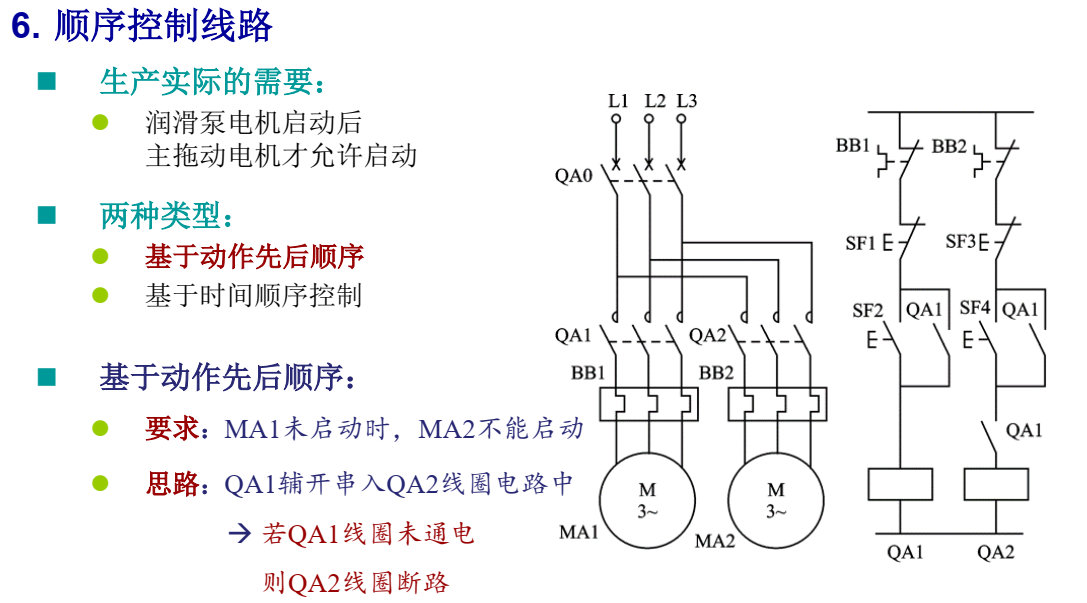 6. 顺序控制线路
生产实际的需要：
润滑泵电机启动后
主拖动电机才允许启动
两种类型：
基于动作先后顺序
基于时间顺序控制
基于动作先后顺序：
要求：MA1未启动时，MA2不能启动
思路：QA1辅开串入QA2线圈电路中
→ 若QA1线圈未通电
则QA2线圈断路
L1 L2 L3
QA0
QA1 QA2
BB1 BB2
M M
3~ 3~
MA1 MA2
BB1 BB2
SF1 SF3
SF2 QA1 SF4 QA1
QA1
QA1 QA2